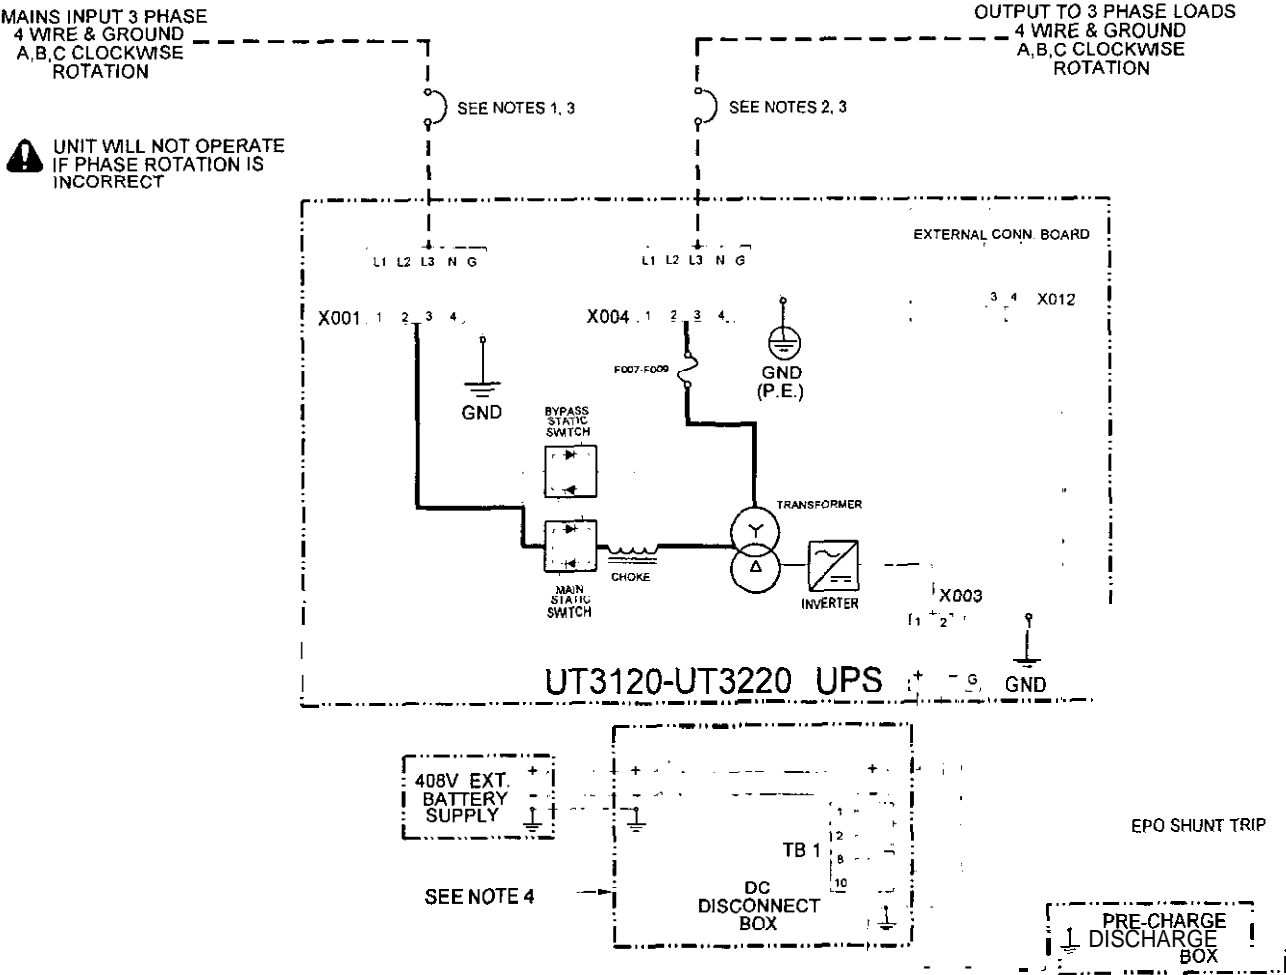 MAINS INPUT 3 PHASE
4 WIRE & GROUND
A,B,C CLOCKWISE
ROTATION
OUTPUT TO 3 PHASE LOADS
4 WIRE & GROUND
A,B,C CLOCKWISE
ROTATION
SEE NOTES 1, 3
SEE NOTES 2, 3
UNIT WILL NOT OPERATE
IF PHASE ROTATION IS
INCORRECT
EXTERNAL CONN. BOARD
L1 L2 L3 N G
L1 L2 L3 N G
X001 1 2 3 4
X004 1 2 3 4
3 4 X012
F007-F009
GND
(P.E.)
GND
BYPASS
STATIC
SWITCH
TRANSFORMER
Y
Δ
CHOKE
MAIN
STATIC
SWITCH
INVERTER
X003
1 + 2 -
UT3120-UT3220 UPS
+ - G
GND
408V EXT.
BATTERY
SUPPLY
+
-
+
-
+
-
TB 1
1
2
8
10
EPO SHUNT TRIP
SEE NOTE 4
DC
DISCONNECT
BOX
PRE-CHARGE
DISCHARGE
BOX